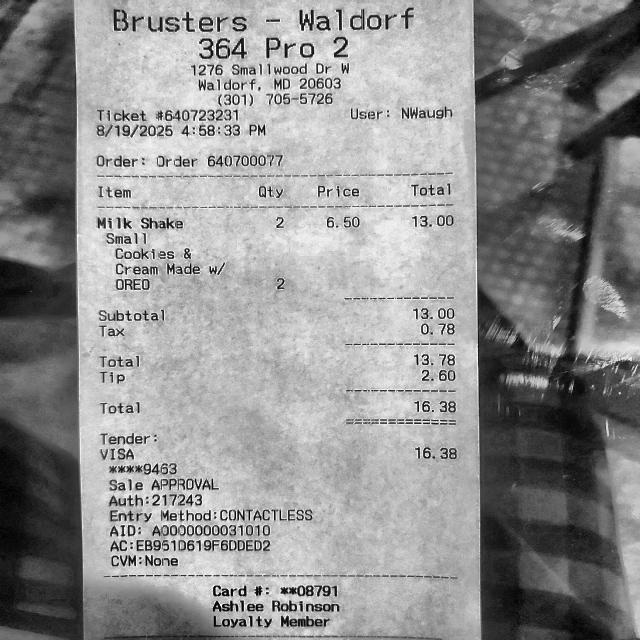 Brusters - Waldorf
364 Pro 2
1276 Smallwood Dr W
Waldorf, MD 20603
(301) 705-5726
Ticket #640723231 User: NWaugh
8/19/2025 4:58:33 PM
Order: Order 640700077
Item Qty Price Total
Milk Shake 2 6.50 13.00
Small
Cookies &
Cream Made w/
OREO 2
Subtotal 13.00
Tax 0.78
Total 13.78
Tip 2.60
Total 16.38
Tender:
VISA 16.38
****9463
Sale APPROVAL
Auth:217243
Entry Method:CONTACTLESS
AID: A0000000031010
AC:EB951D619F6DDED2
CVM:None
Card #: **08791
Ashlee Robinson
Loyalty Member